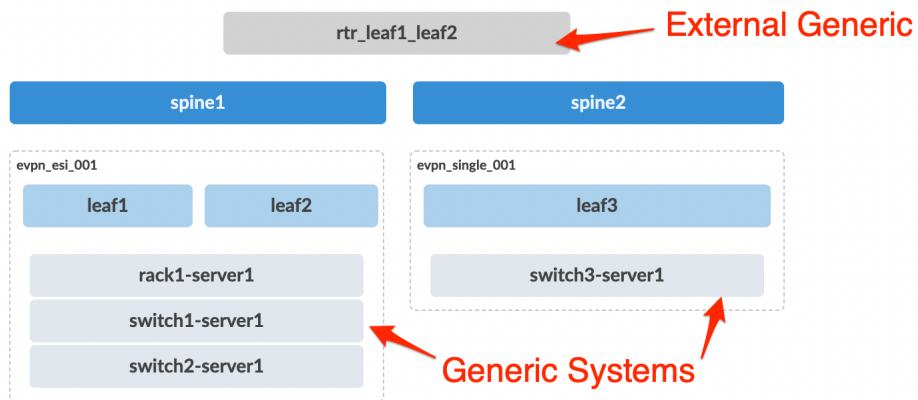 rtr_leaf1_leaf2
External Generic
spine1
spine2
evpn_esi_001
evpn_single_001
leaf1
leaf2
leaf3
rack1-server1
switch3-server1
switch1-server1
switch2-server1
Generic Systems